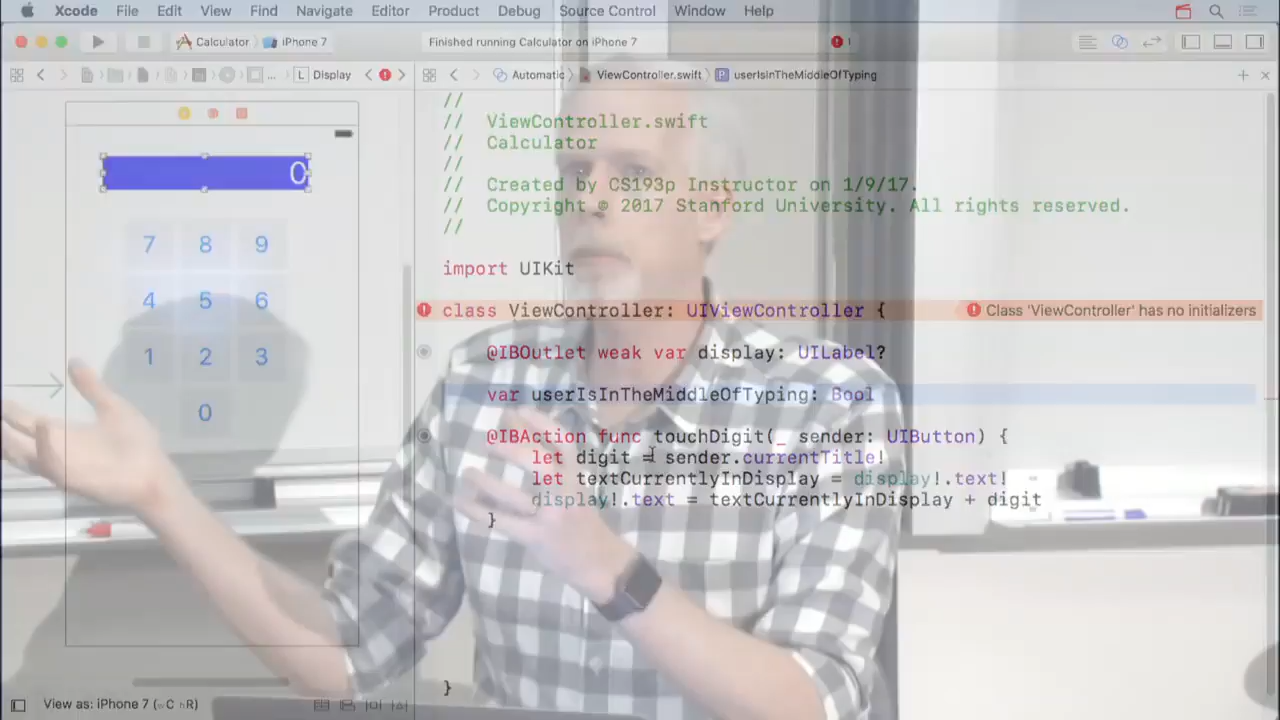 Xcode File Edit View Find Navigate Editor Product Debug Source Control Window Help
Calculator iPhone 7 Finished running Calculator on iPhone 7 1
... L Display Automatic ViewController.swift P userIsInTheMiddleOfTyping
//
// ViewController.swift
// Calculator
//
// Created by CS193p Instructor on 1/9/17.
// Copyright © 2017 Stanford University. All rights reserved.
//
import UIKit
class ViewController: UIViewController {
Class 'ViewController' has no initializers
@IBOutlet weak var display: UILabel?
var userIsInTheMiddleOfTyping: Bool
@IBAction func touchDigit(_ sender: UIButton) {
let digit = sender.currentTitle!
let textCurrentlyInDisplay = display!.text!
display!.text = textCurrentlyInDisplay + digit
}
}
0
7 8 9
4 5 6
1 2 3
0
View as: iPhone 7 (wC hR)